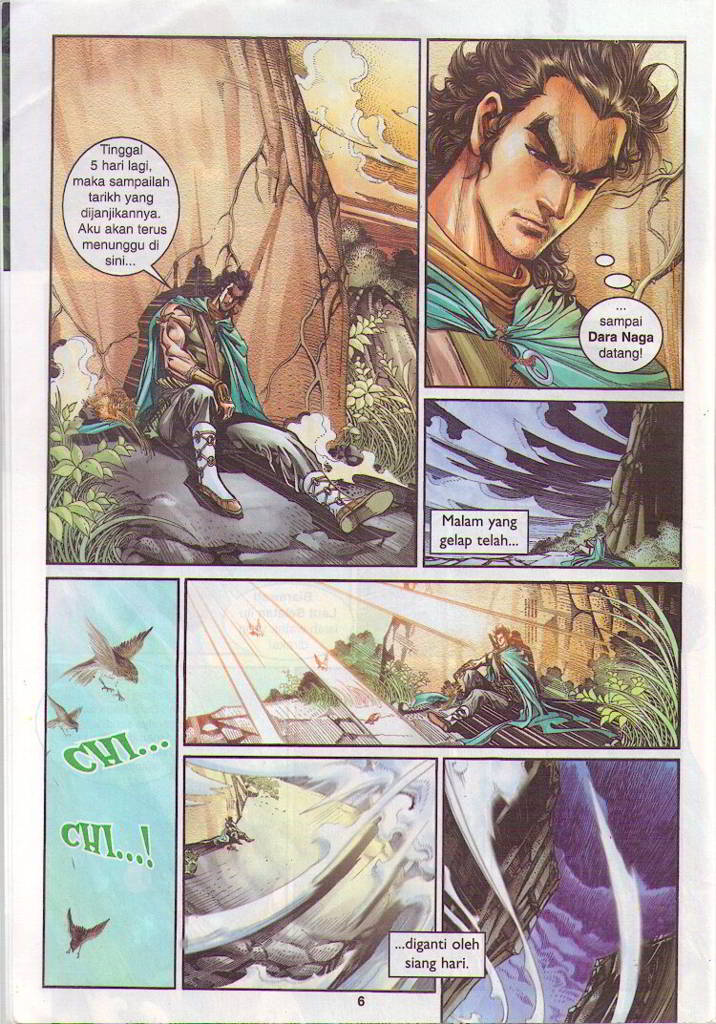 Tinggal
5 hari lagi,
maka sampailah
tarikh yang
dijanjikannya.
Aku akan terus
menunggu di
sini...
...
sampai
Dara Naga
datang!
Malam yang
gelap telah...
CHI...
CHI...!
...diganti oleh
siang hari.
6